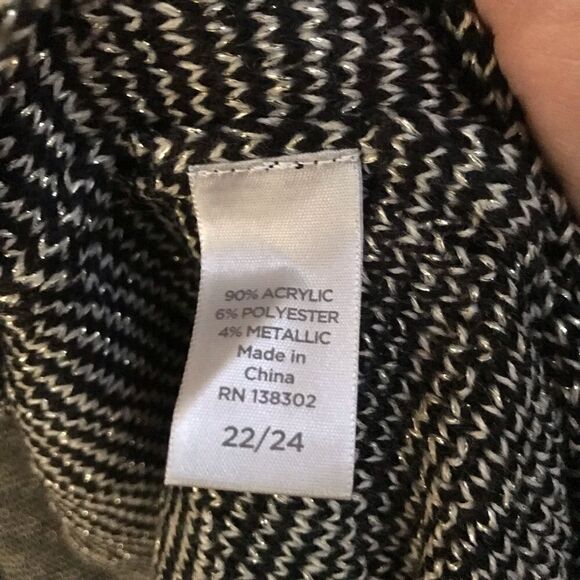 90% ACRYLIC
6% POLYESTER
4% METALLIC
Made in
China
RN 138302
22/24